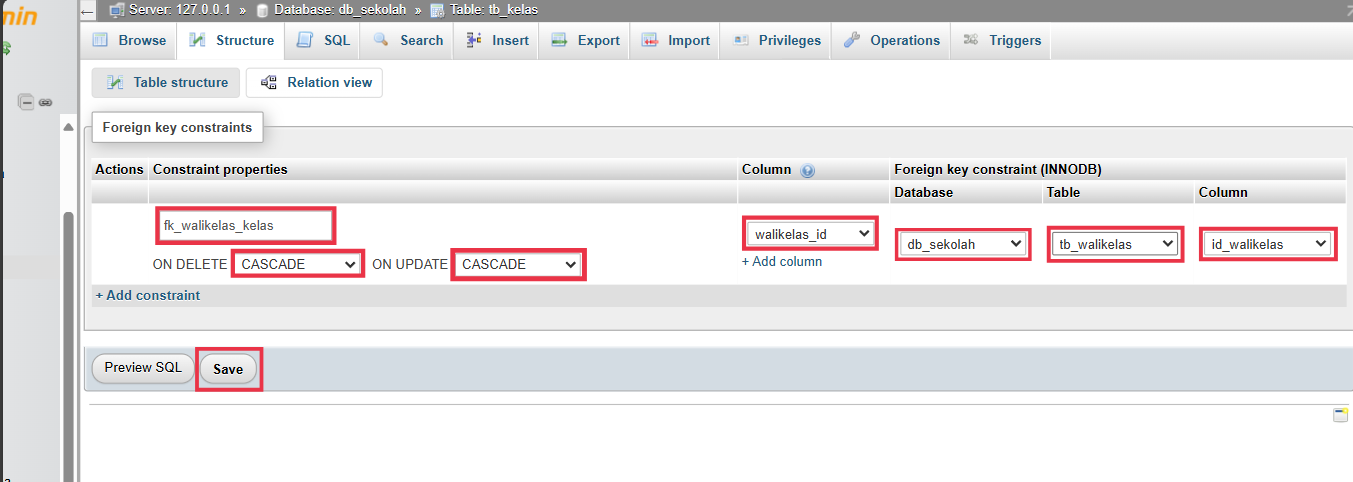 min
Server: 127.0.0.1 » Database: db_sekolah » Table: tb_kelas
Browse Structure SQL Search Insert Export Import Privileges Operations Triggers
Table structure Relation view
Foreign key constraints
Actions Constraint properties Column Foreign key constraint (INNODB)
Database Table Column
fk_walikelas_kelas
walikelas_id db_sekolah tb_walikelas id_walikelas
ON DELETE CASCADE ON UPDATE CASCADE
+ Add column
+ Add constraint
Preview SQL Save